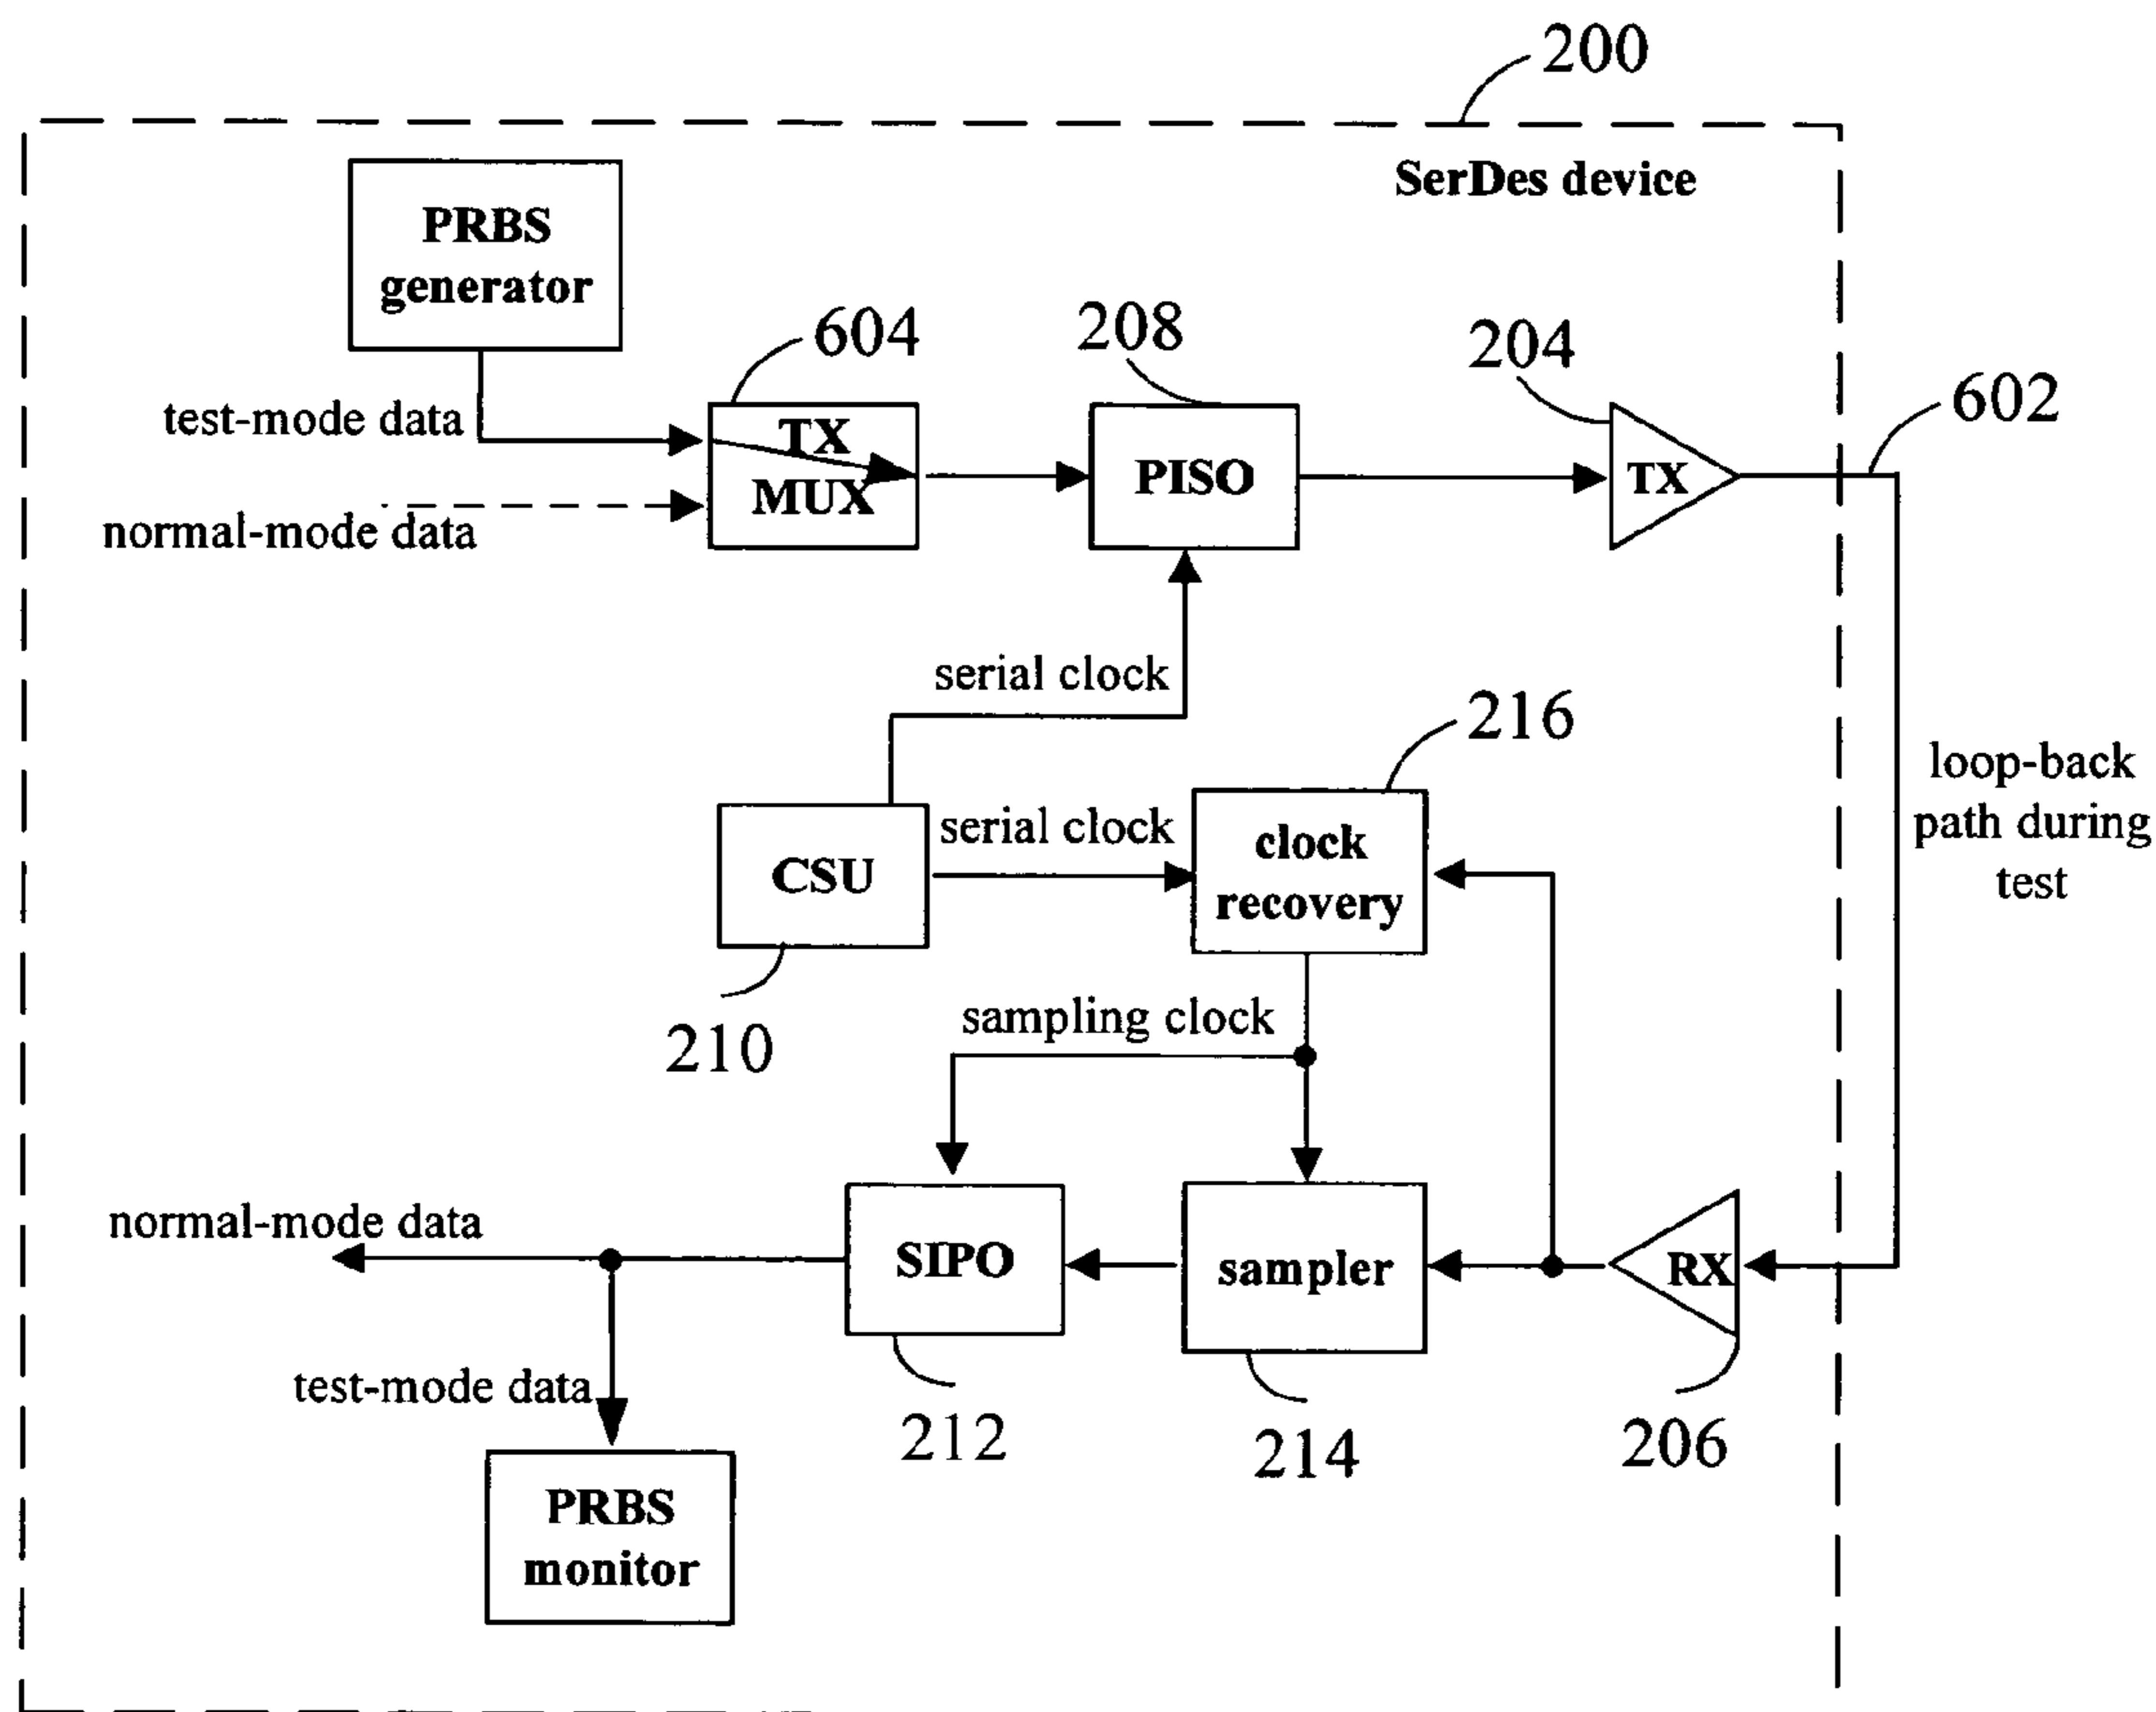 200
SerDes device
PRBS
generator
604
208
204
602
test-mode data
TX
MUX
PISO
TX
normal-mode data
serial clock
216
loop-back
path during
test
serial clock
clock
recovery
CSU
210
sampling clock
normal-mode data
SIPO
sampler
RX
test-mode data
212
214
206
PRBS
monitor